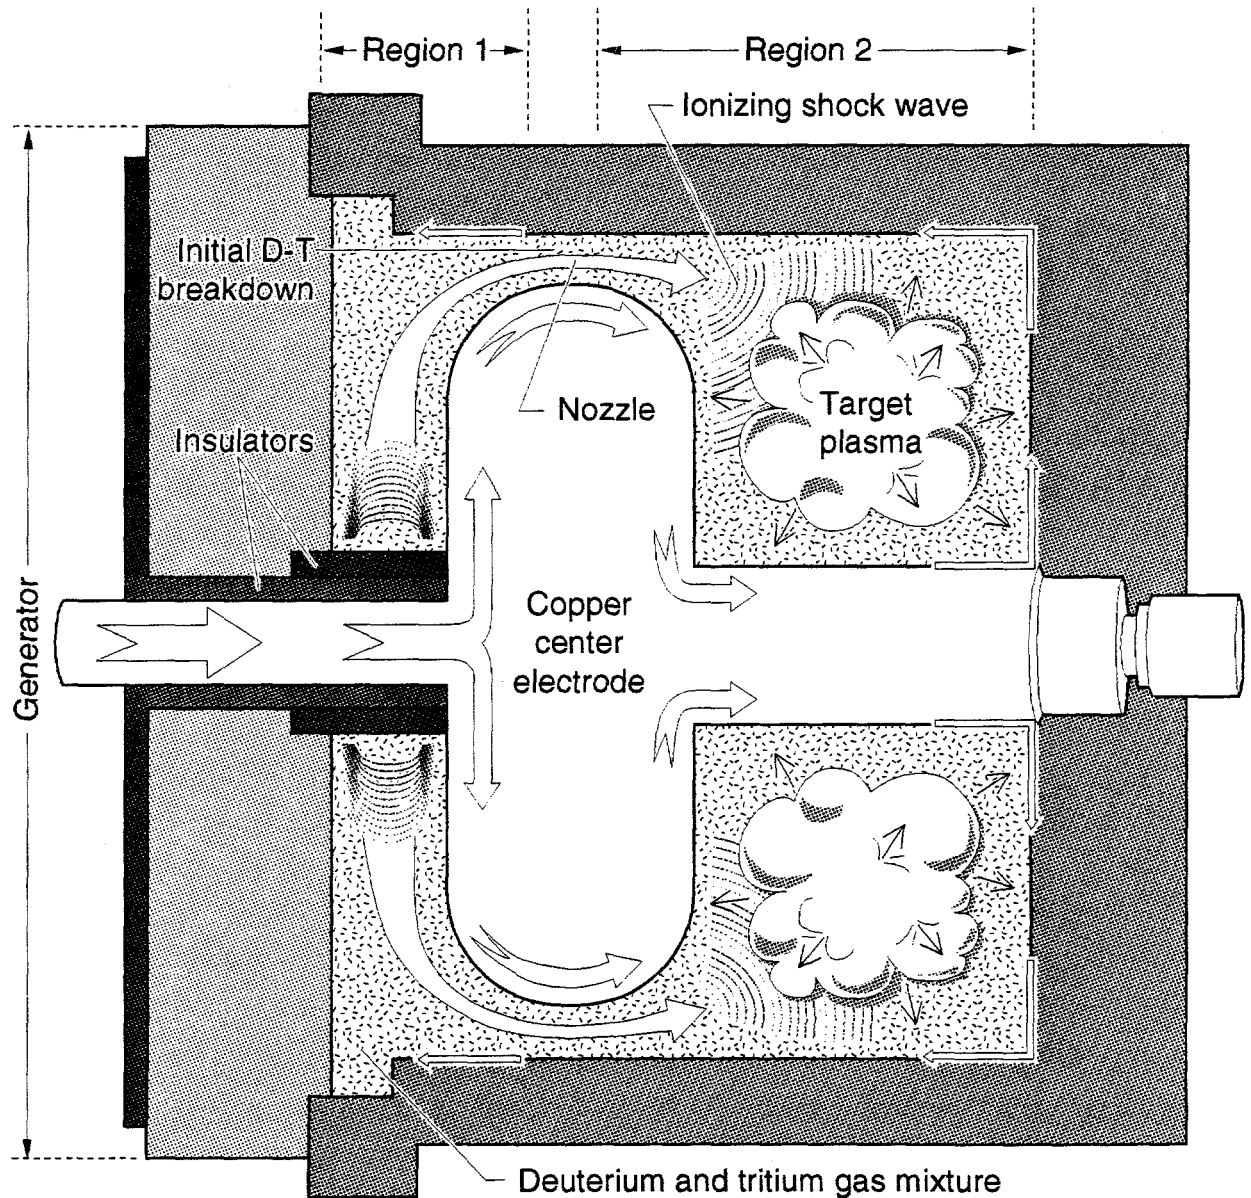 Region 1
Region 2
Ionizing shock wave
Initial D-T
breakdown
Nozzle
Target
plasma
Insulators
Copper
center
electrode
Generator
Deuterium and tritium gas mixture